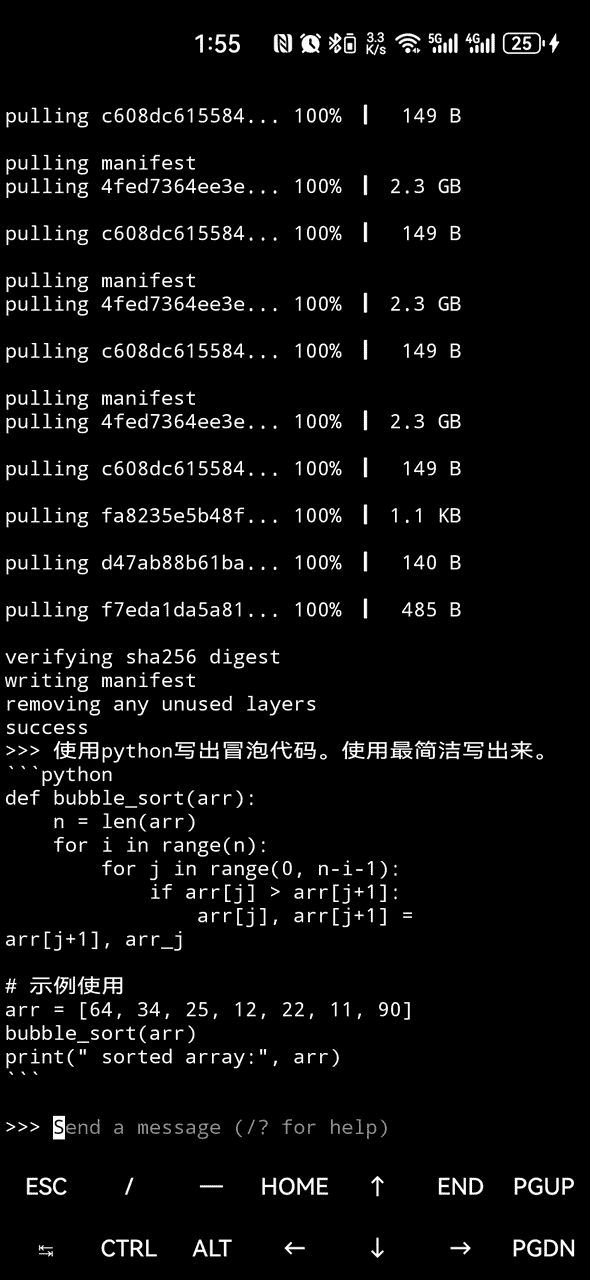 1:55 3.3 K/s 5G 4G 25
pulling c608dc615584... 100% ▕ 149 B
pulling manifest
pulling 4fed7364ee3e... 100% ▕ 2.3 GB
pulling c608dc615584... 100% ▕ 149 B
pulling manifest
pulling 4fed7364ee3e... 100% ▕ 2.3 GB
pulling c608dc615584... 100% ▕ 149 B
pulling manifest
pulling 4fed7364ee3e... 100% ▕ 2.3 GB
pulling c608dc615584... 100% ▕ 149 B
pulling fa8235e5b48f... 100% ▕ 1.1 KB
pulling d47ab88b61ba... 100% ▕ 140 B
pulling f7eda1da5a81... 100% ▕ 485 B
verifying sha256 digest
writing manifest
removing any unused layers
success
>>> 使用python写出冒泡代码。使用最简洁写出来。
```python
def bubble_sort(arr):
    n = len(arr)
    for i in range(n):
        for j in range(0, n-i-1):
            if arr[j] > arr[j+1]:
                arr[j], arr[j+1] =
arr[j+1], arr_j
# 示例使用
arr = [64, 34, 25, 12, 22, 11, 90]
bubble_sort(arr)
print(" sorted array:", arr)
```
>>> Send a message (/? for help)
ESC / — HOME ↑ END PGUP
↹ CTRL ALT ← ↓ → PGDN